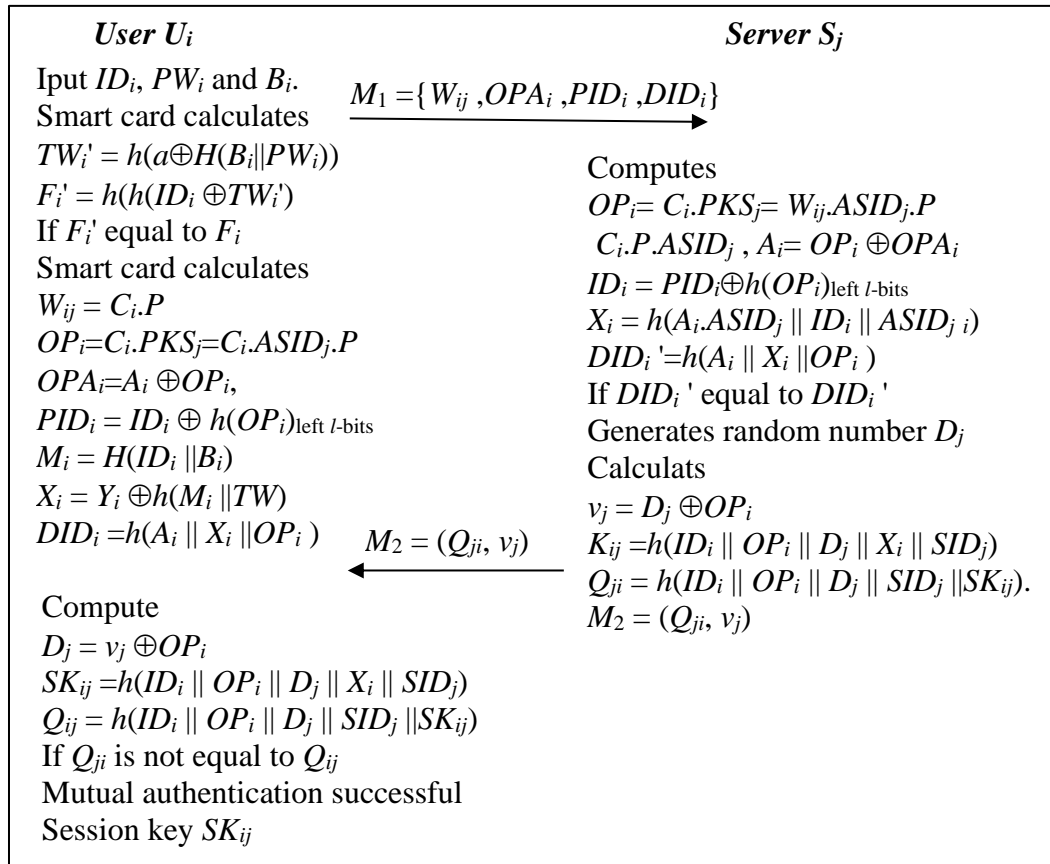 User Uᵢ
Server Sⱼ
Iput IDᵢ, PWᵢ and Bᵢ.
M₁ ={Wᵢⱼ ,OPAᵢ ,PIDᵢ ,DIDᵢ}
Smart card calculates
TWᵢ' = h(a⊕H(Bᵢ||PWᵢ))
Fᵢ' = h(h(IDᵢ ⊕TWᵢ')
If Fᵢ' equal to Fᵢ
Smart card calculates
Wᵢⱼ = Cᵢ.P
OPᵢ=Cᵢ.PKSⱼ=Cᵢ.ASIDⱼ.P
OPAᵢ=Aᵢ ⊕OPᵢ,
PIDᵢ = IDᵢ ⊕ h(OPᵢ)left l-bits
Mᵢ = H(IDᵢ ||Bᵢ)
Xᵢ = Yᵢ ⊕h(Mᵢ ||TW)
DIDᵢ =h(Aᵢ || Xᵢ ||OPᵢ )
Computes
OPᵢ= Cᵢ.PKSⱼ= Wᵢⱼ.ASIDⱼ.P
Cᵢ.P.ASIDⱼ , Aᵢ= OPᵢ ⊕OPAᵢ
IDᵢ = PIDᵢ⊕h(OPᵢ)left l-bits
Xᵢ = h(Aᵢ.ASIDⱼ || IDᵢ || ASIDⱼ ᵢ)
DIDᵢ '=h(Aᵢ || Xᵢ ||OPᵢ )
If DIDᵢ ' equal to DIDᵢ '
Generates random number Dⱼ
Calculats
vⱼ = Dⱼ ⊕OPᵢ
Kᵢⱼ =h(IDᵢ || OPᵢ || Dⱼ || Xᵢ || SIDⱼ)
Qⱼᵢ = h(IDᵢ || OPᵢ || Dⱼ || SIDⱼ ||SKᵢⱼ).
M₂ = (Qⱼᵢ, vⱼ)
M₂ = (Qⱼᵢ, vⱼ)
Compute
Dⱼ = vⱼ ⊕OPᵢ
SKᵢⱼ =h(IDᵢ || OPᵢ || Dⱼ || Xᵢ || SIDⱼ)
Qᵢⱼ = h(IDᵢ || OPᵢ || Dⱼ || SIDⱼ ||SKᵢⱼ)
If Qⱼᵢ is not equal to Qᵢⱼ
Mutual authentication successful
Session key SKᵢⱼ